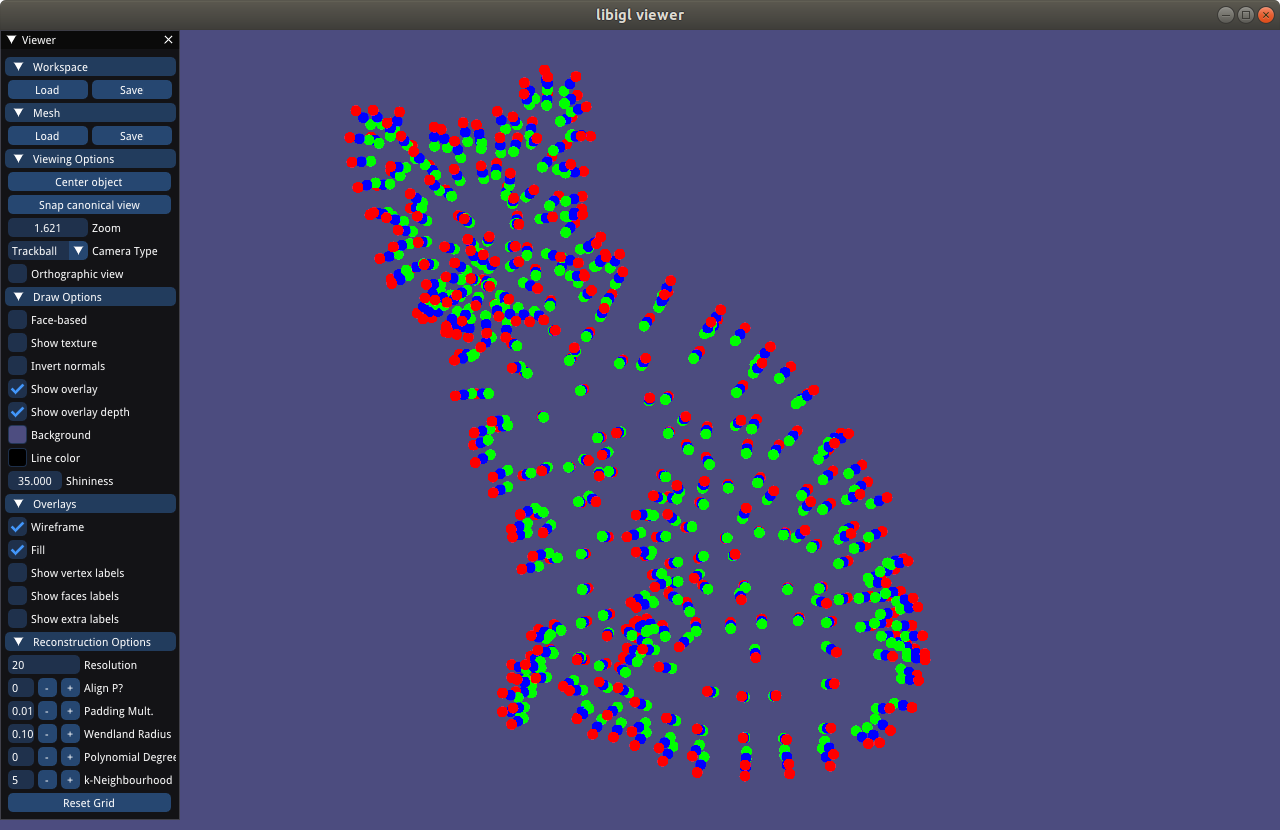 libigl viewer
Viewer
Workspace
Load Save
Mesh
Load Save
Viewing Options
Center object
Snap canonical view
1.621 Zoom
Trackball Camera Type
Orthographic view
Draw Options
Face-based
Show texture
Invert normals
Show overlay
Show overlay depth
Background
Line color
35.000 Shininess
Overlays
Wireframe
Fill
Show vertex labels
Show faces labels
Show extra labels
Reconstruction Options
20 Resolution
0 - + Align P?
0.01 - + Padding Mult.
0.10 - + Wendland Radius
0 - + Polynomial Degree
5 - + k-Neighbourhood
Reset Grid